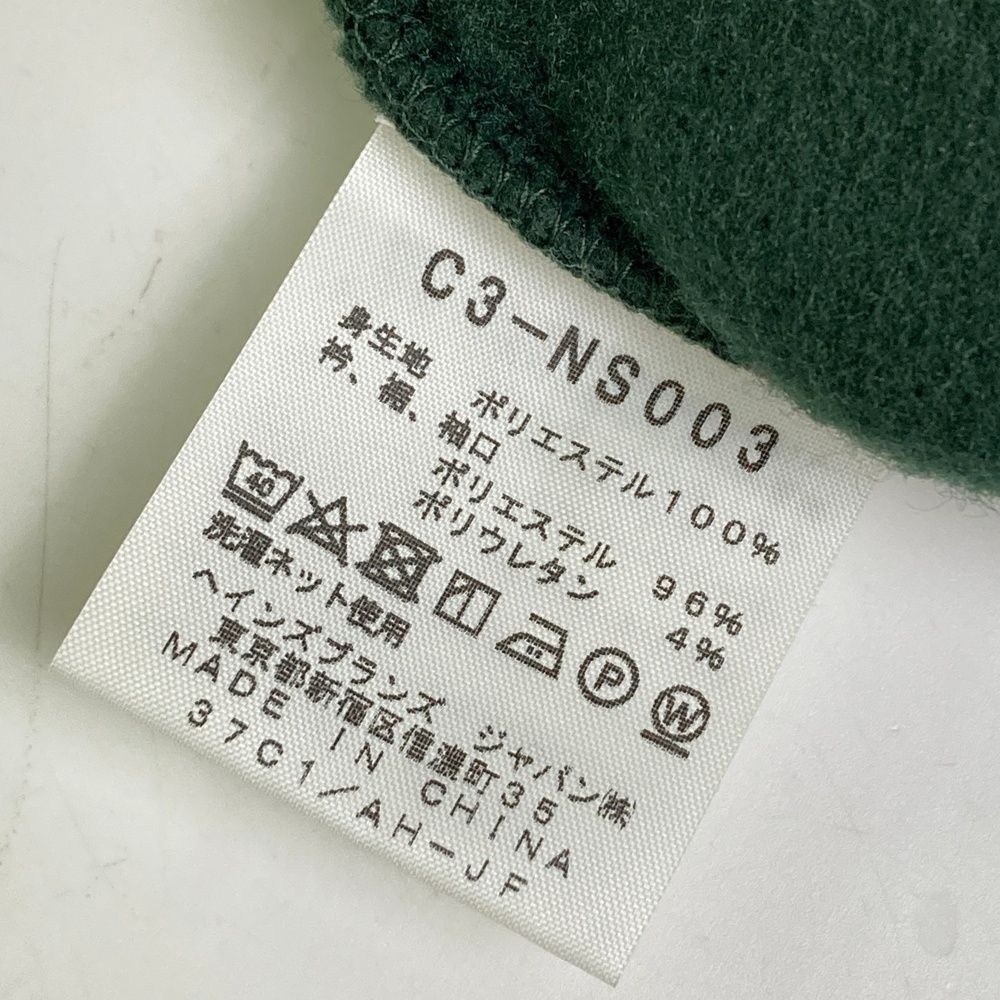 C3-NS003
身生地 ポリエステル100%
衿、裾、袖口
ポリエステル 96%
ポリウレタン 4%
40
P
W
洗濯ネット使用
ヘインズブランズ ジャパン㈱
東京都新宿区信濃町35
MADE IN CHINA
37C1/AH-JF